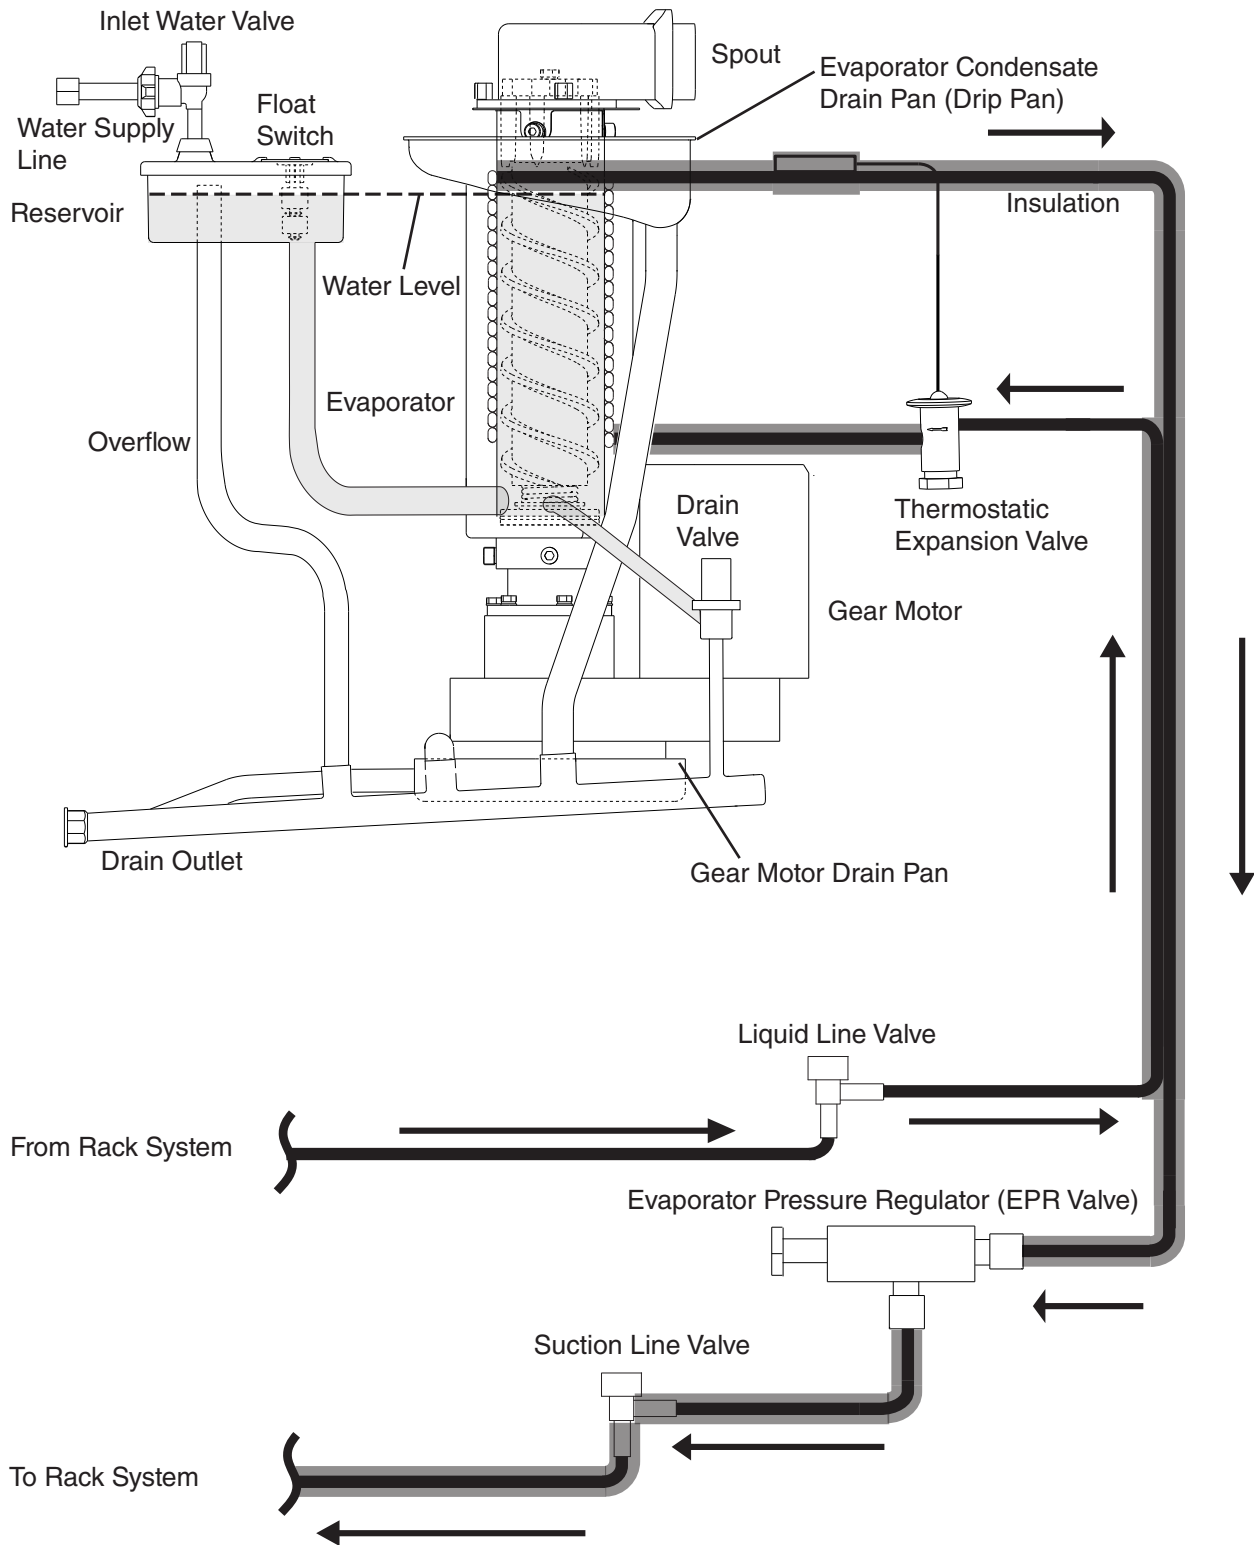 Inlet Water Valve
Spout
Evaporator Condensate
Drain Pan (Drip Pan)
Float
Switch
Water Supply
Line
Reservoir
Insulation
Water Level
Evaporator
Overflow
Drain
Valve
Thermostatic
Expansion Valve
Gear Motor
Drain Outlet
Gear Motor Drain Pan
Liquid Line Valve
From Rack System
Evaporator Pressure Regulator (EPR Valve)
Suction Line Valve
To Rack System